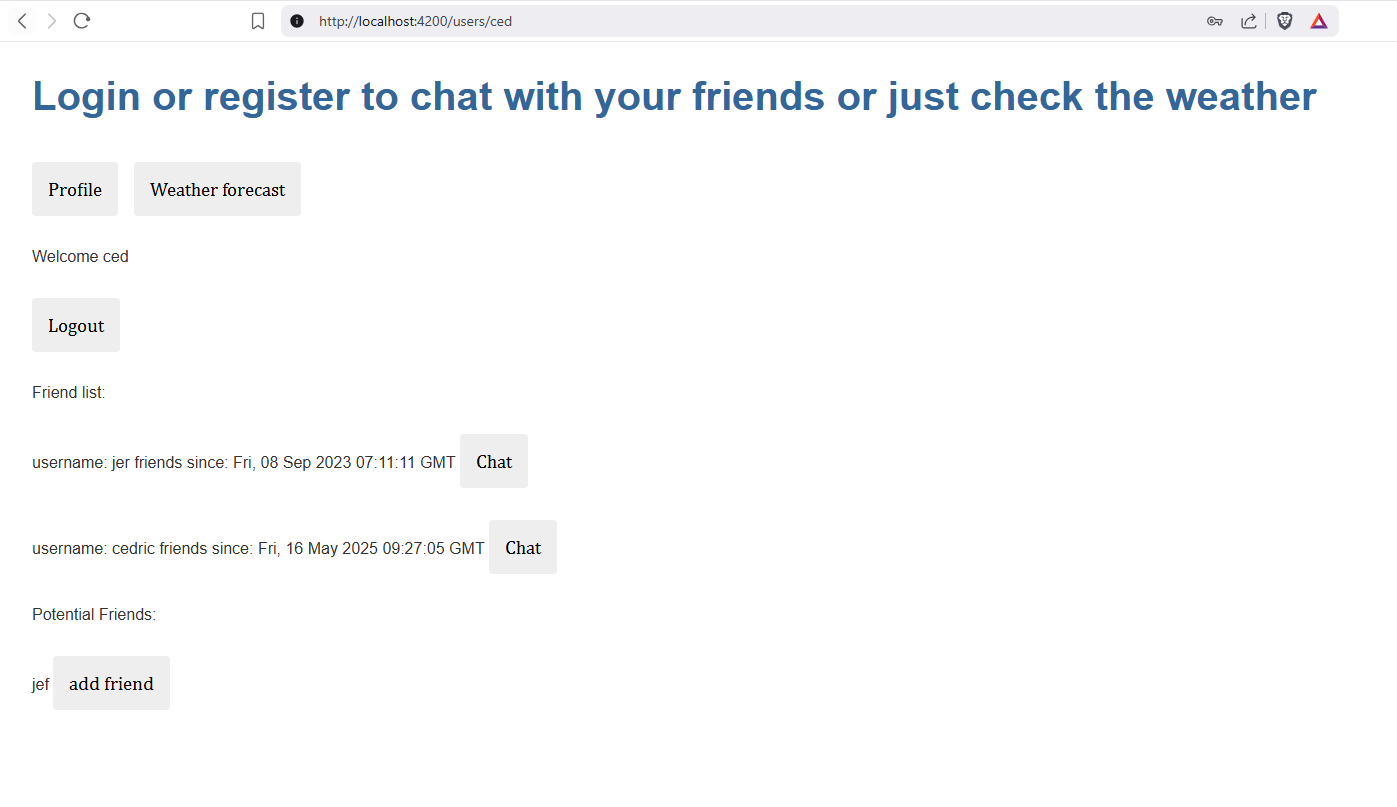 http://localhost:4200/users/ced
Login or register to chat with your friends or just check the weather
Profile Weather forecast
Welcome ced
Logout
Friend list:
username: jer friends since: Fri, 08 Sep 2023 07:11:11 GMT Chat
username: cedric friends since: Fri, 16 May 2025 09:27:05 GMT Chat
Potential Friends:
jef add friend